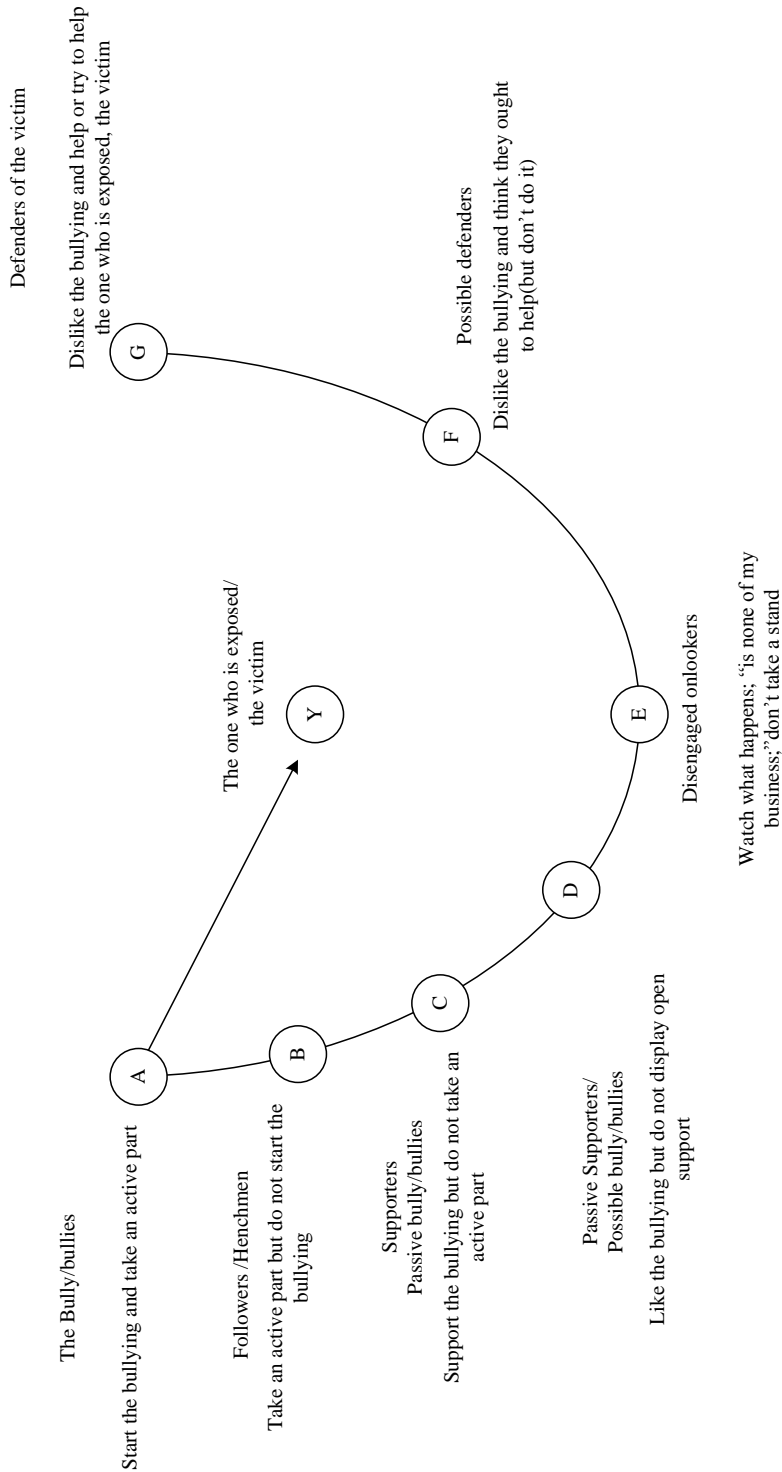 The Bully/bullies
Start the bullying and take an active part
A
Followers /Henchmen
Take an active part but do not start the
bullying
B
Supporters
Passive bully/bullies
Support the bullying but do not take an
active part
C
Passive Supporters/
Possible bully/bullies
Like the bullying but do not display open
support
D
The one who is exposed/
the victim
Y
E
Disengaged onlookers
Watch what happens; “is none of my
business;”don’t take a stand
F
Possible defenders
Dislike the bullying and think they ought
to help(but don’t do it)
G
Defenders of the victim
Dislike the bullying and help or try to help
the one who is exposed, the victim